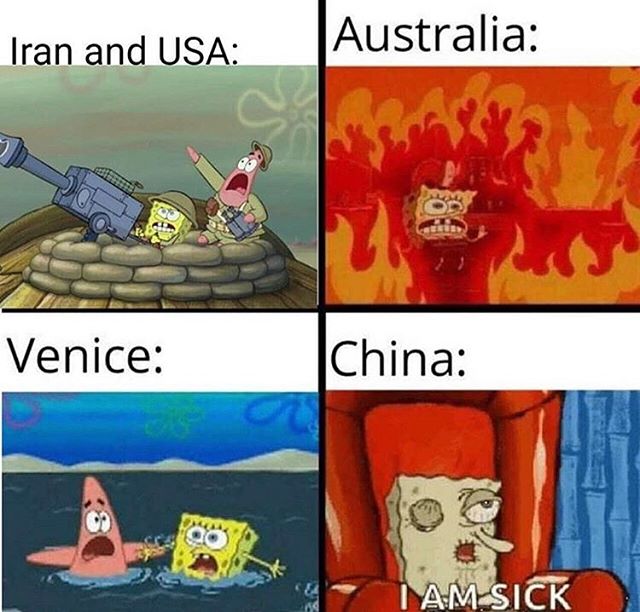 Iran and USA:
Australia:
Venice:
China:
I AM SICK